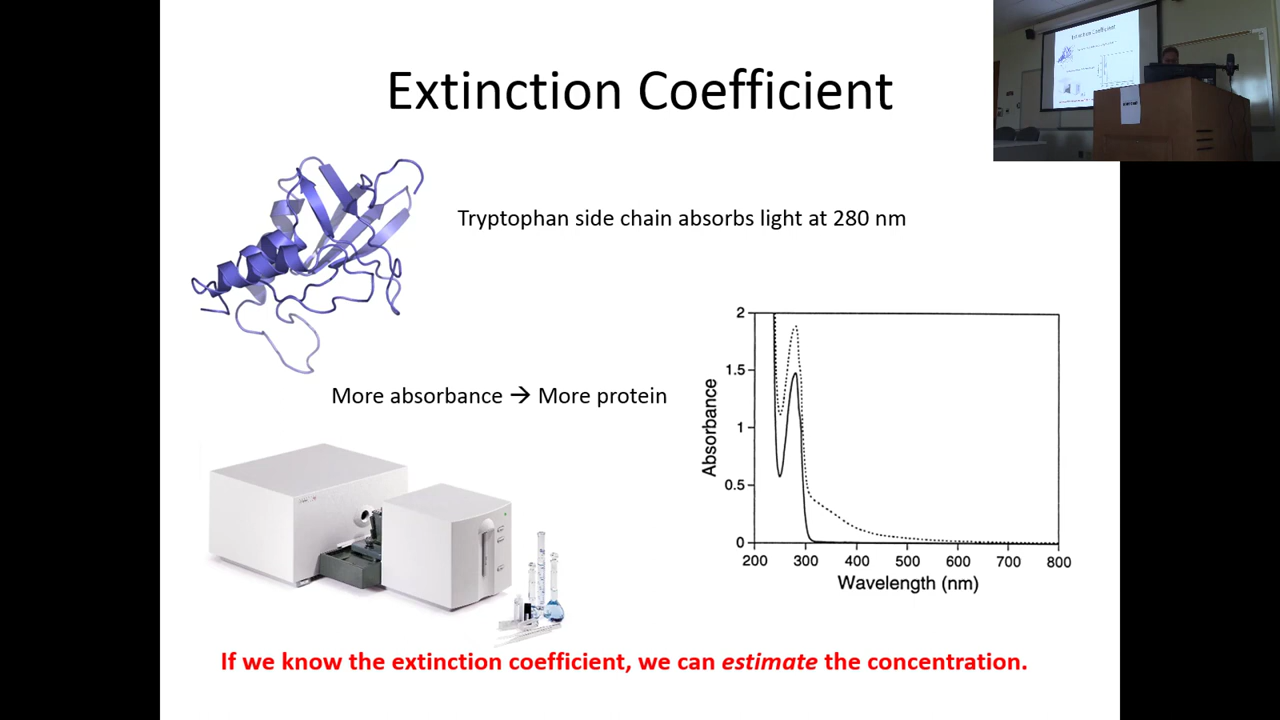 Extinction Coefficient
Extinction Coefficient
Tryptophan side chain absorbs light at 280 nm
More absorbance → More protein
2
1.5
1
0.5
0
Absorbance
200 300 400 500 600 700 800
Wavelength (nm)
If we know the extinction coefficient, we can estimate the concentration.